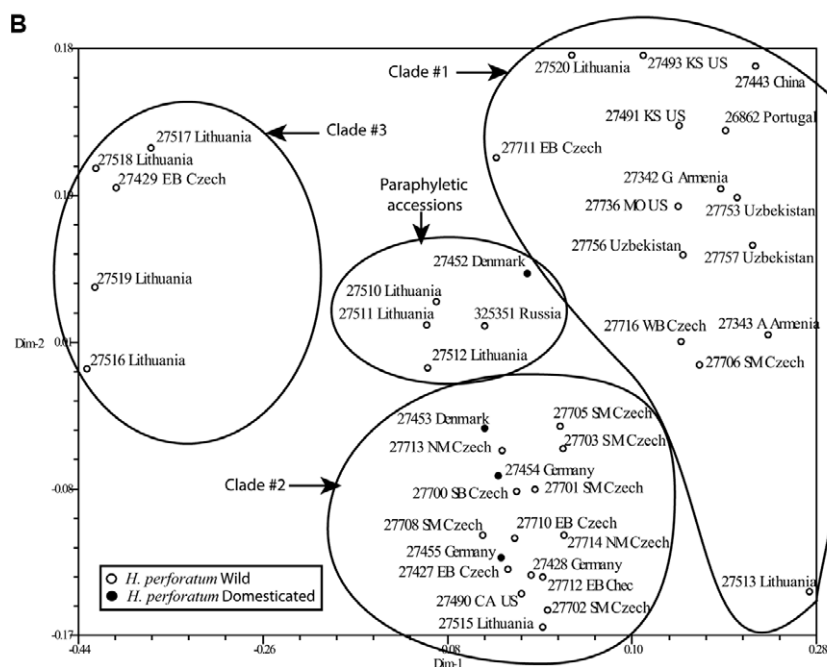 B
0.18
Clade #1
27520 Lithuania
27493 KS US
27443 China
27491 KS US
26862 Portugal
Clade #3
27517 Lithuania
27711 EB Czech
27518 Lithuania
27429 EB Czech
Paraphyletic
accessions
27342 G Armenia
27736 MO US
27753 Uzbekistan
0.10
27452 Denmark
27756 Uzbekistan
27757 Uzbekistan
27519 Lithuania
27510 Lithuania
27511 Lithuania
325351 Russia
27716 WB Czech
27343 A Armenia
Dim-2
0.01
27516 Lithuania
27512 Lithuania
27706 SM Czech
27453 Denmark
27705 SM Czech
27713 NM Czech
27703 SM Czech
27454 Germany
Clade #2
-0.08
27700 SB Czech
27701 SM Czech
27708 SM Czech
27710 EB Czech
27714 NM Czech
27455 Germany
27428 Germany
27427 EB Czech
27712 EB Chec
27513 Lithuania
H. perforatum Wild
H. perforatum Domesticated
27490 CA US
27702 SM Czech
27515 Lithuania
-0.17
-0.44
-0.26
-0.08
0.10
0.28
Dim-1